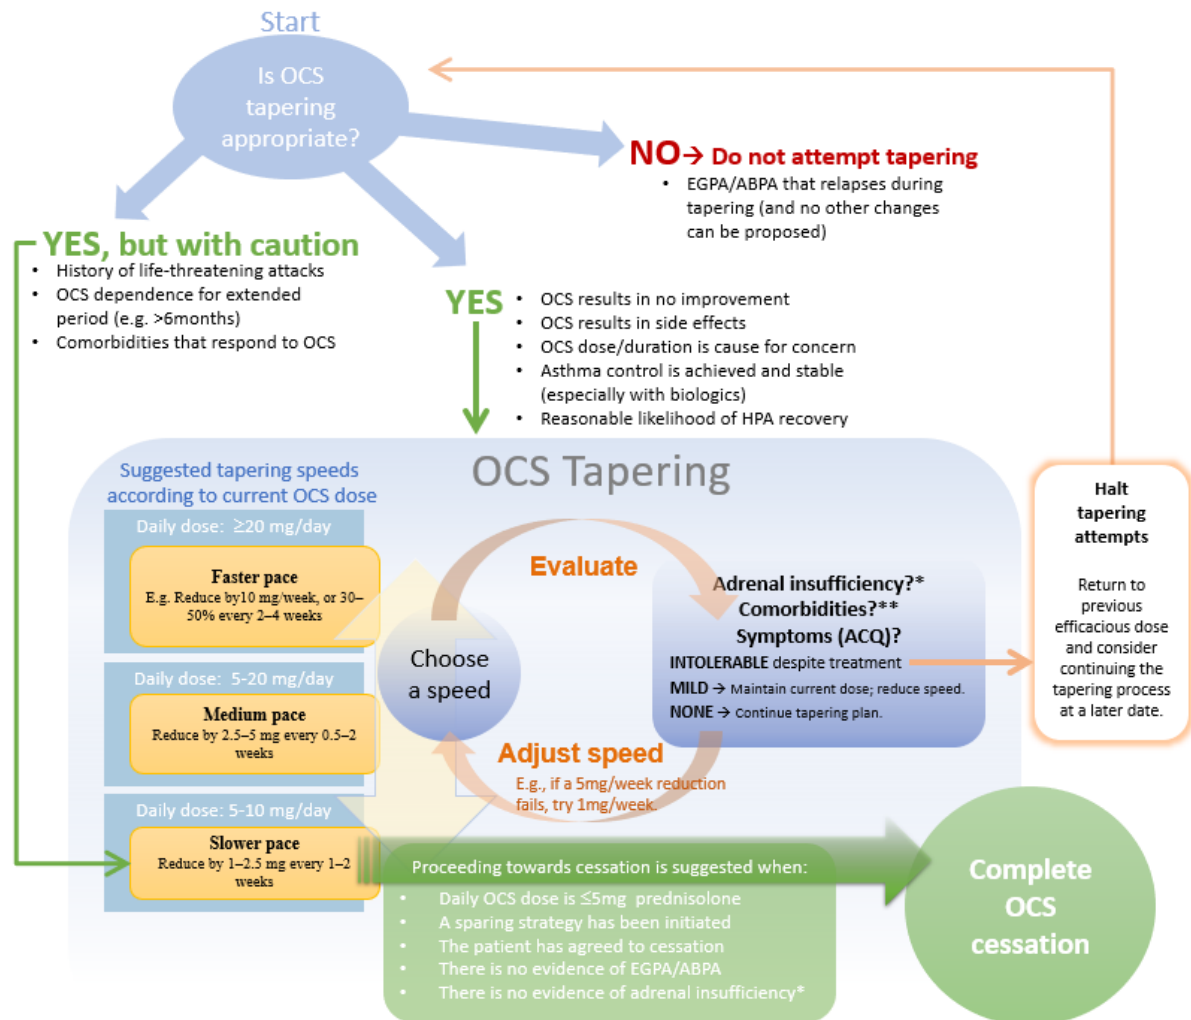 Start
Is OCS
tapering
appropriate?
NO→ Do not attempt tapering
• EGPA/ABPA that relapses during
tapering (and no other changes
can be proposed)
YES, but with caution
• History of life-threatening attacks
• OCS dependence for extended
period (e.g. >6months)
• Comorbidities that respond to OCS
YES
• OCS results in no improvement
• OCS results in side effects
• OCS dose/duration is cause for concern
• Asthma control is achieved and stable
(especially with biologics)
• Reasonable likelihood of HPA recovery
OCS Tapering
Suggested tapering speeds
according to current OCS dose
Daily dose: ≥20 mg/day
Faster pace
E.g. Reduce by10 mg/week, or 30–
50% every 2–4 weeks
Daily dose: 5-20 mg/day
Medium pace
Reduce by 2.5–5 mg every 0.5–2
weeks
Daily dose: 5-10 mg/day
Slower pace
Reduce by 1–2.5 mg every 1–2
weeks
Choose
a speed
Evaluate
Adrenal insufficiency?*
Comorbidities?**
Symptoms (ACQ)?
INTOLERABLE despite treatment
MILD → Maintain current dose; reduce speed.
NONE → Continue tapering plan.
Adjust speed
E.g., if a 5mg/week reduction
fails, try 1mg/week.
Halt
tapering
attempts
Return to
previous
efficacious dose
and consider
continuing the
tapering process
at a later date.
Proceeding towards cessation is suggested when:
• Daily OCS dose is ≤5mg prednisolone
• A sparing strategy has been initiated
• The patient has agreed to cessation
• There is no evidence of EGPA/ABPA
• There is no evidence of adrenal insufficiency*
Complete
OCS
cessation